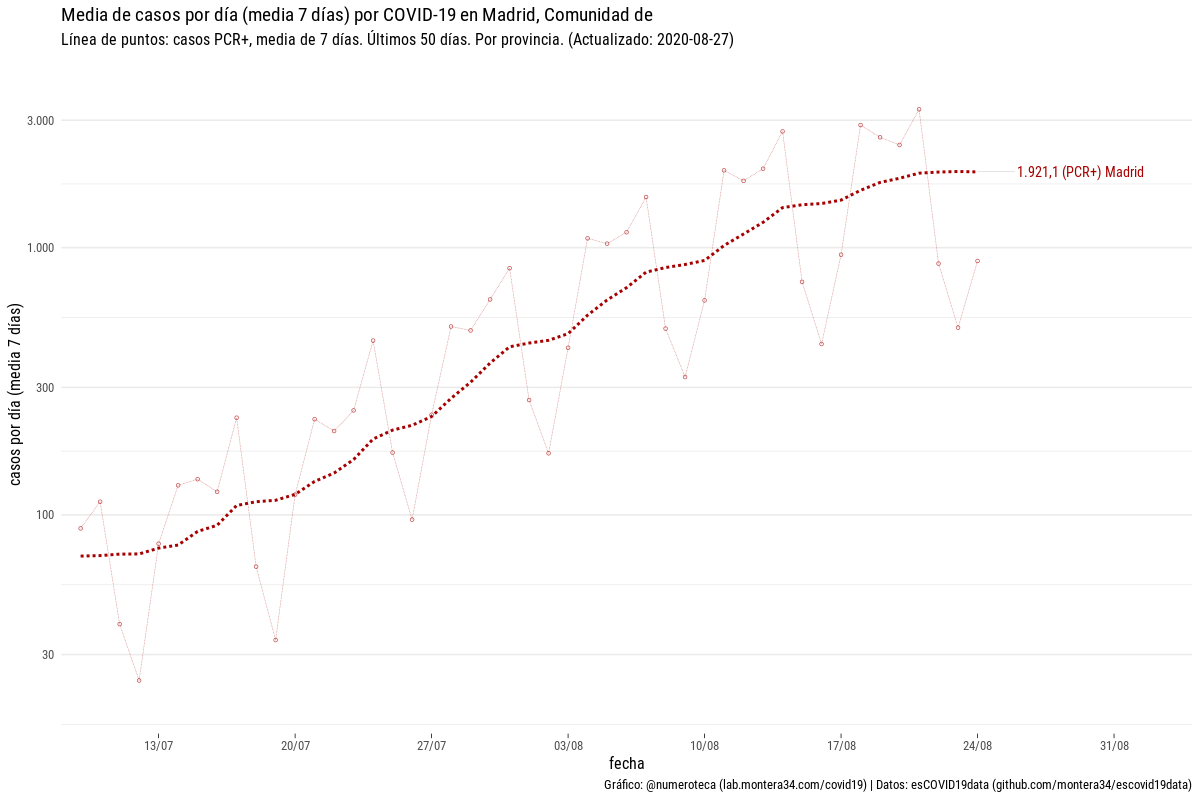 Media de casos por día (media 7 días) por COVID-19 en Madrid, Comunidad de
Línea de puntos: casos PCR+, media de 7 días. Últimos 50 días. Por provincia. (Actualizado: 2020-08-27)
casos por día (media 7 días)
3.000
1.000
300
100
30
1.921,1 (PCR+) Madrid
13/07
20/07
27/07
03/08
10/08
17/08
24/08
31/08
fecha
Gráfico: @numeroteca (lab.montera34.com/covid19) | Datos: esCOVID19data (github.com/montera34/escovid19data)